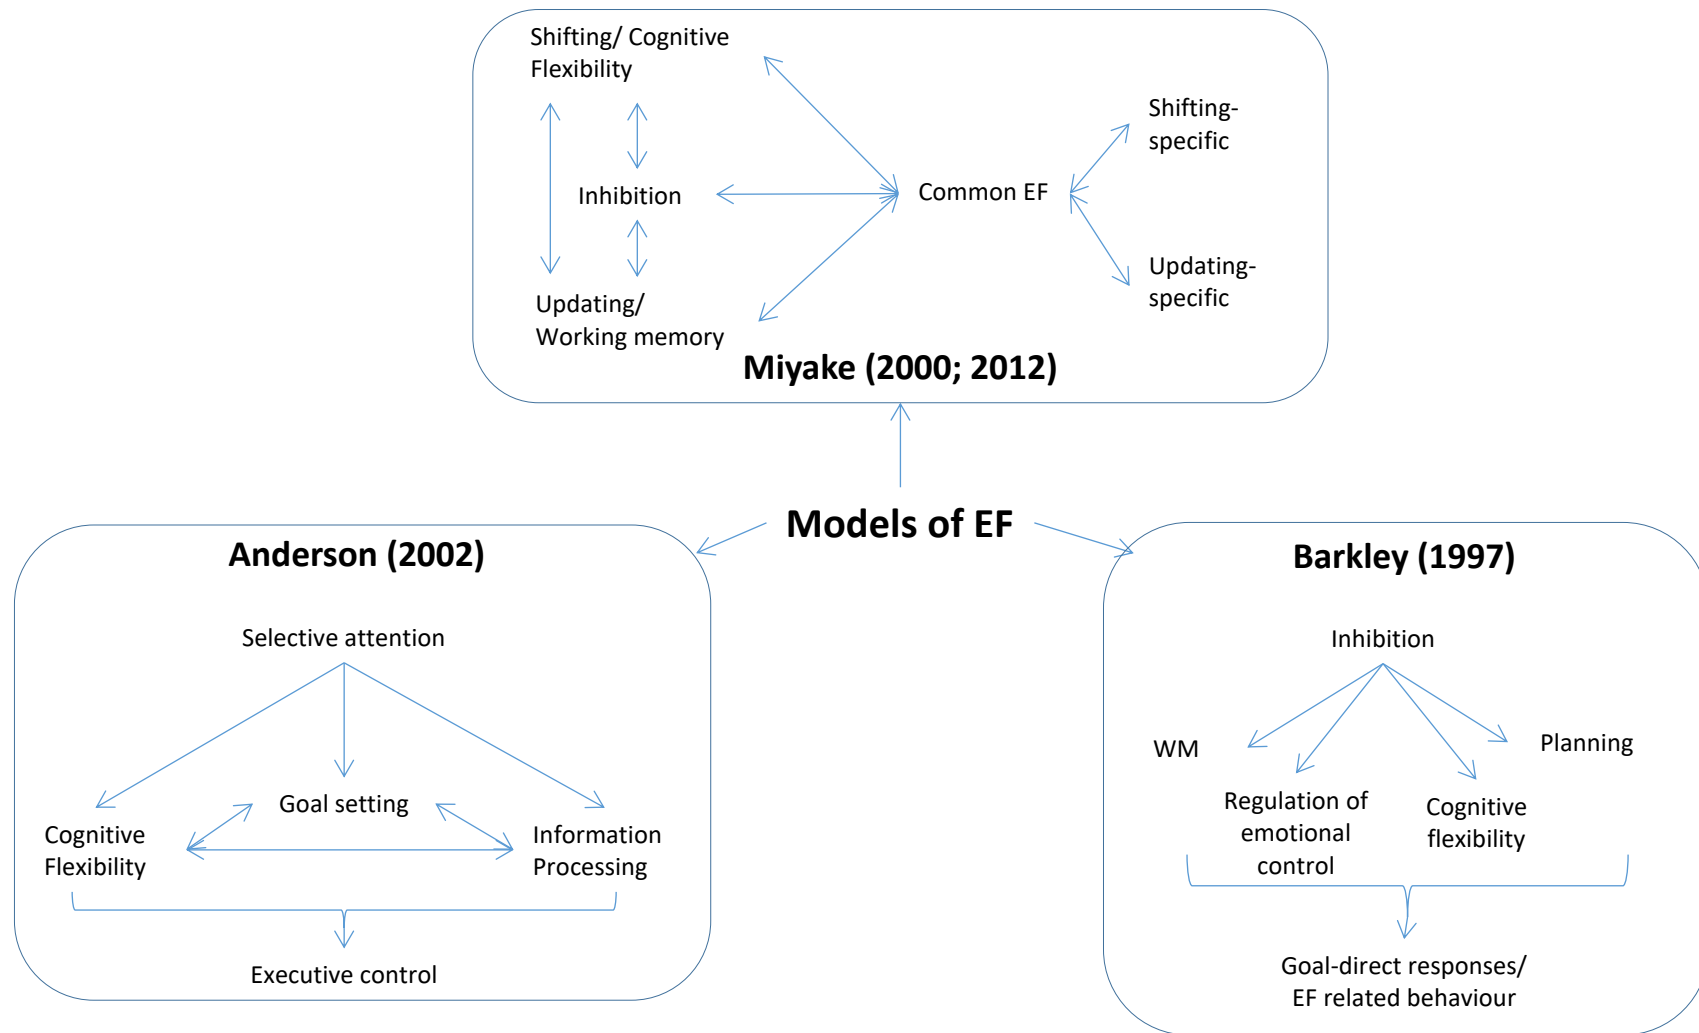 Shifting/ Cognitive
Flexibility
Shifting-
specific
Inhibition
Common EF
Updating-
specific
Updating/
Working memory
Miyake (2000; 2012)
Models of EF
Anderson (2002)
Selective attention
Goal setting
Cognitive
Flexibility
Information
Processing
Executive control
Barkley (1997)
Inhibition
WM
Planning
Regulation of
emotional
control
Cognitive
flexibility
Goal-direct responses/
EF related behaviour